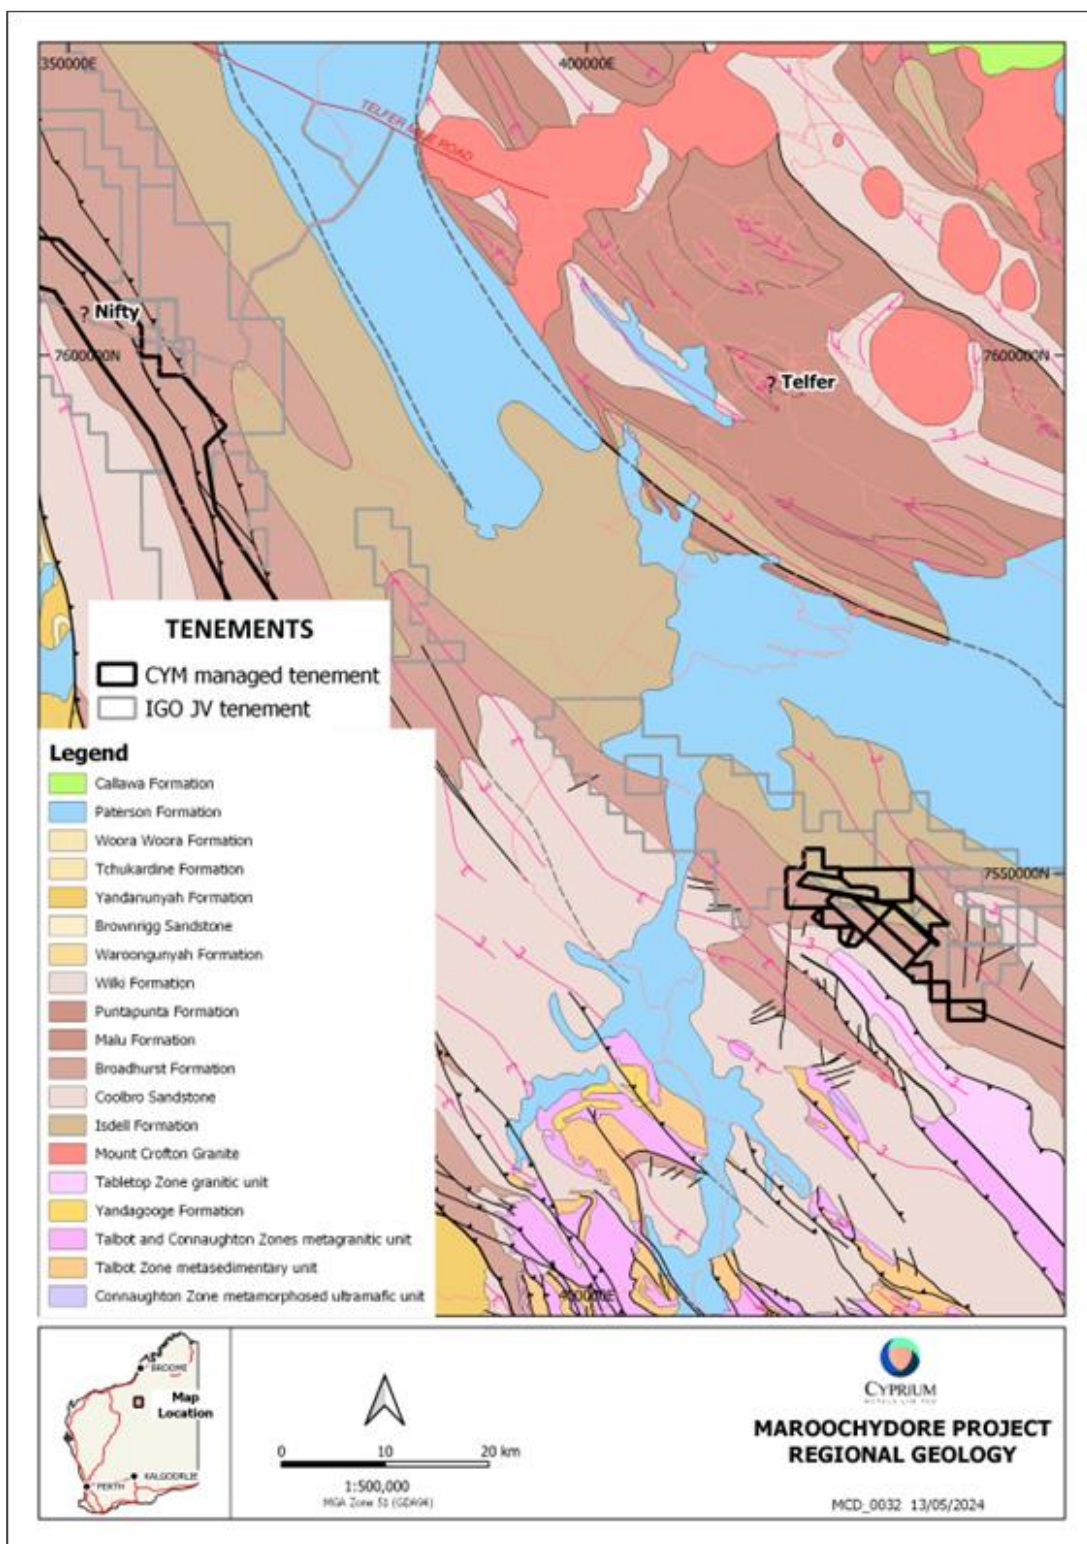 350000E
400000E
TELFER MINE ROAD
? Nifty
7600000N
7600000N
? Telfer
TENEMENTS
CYM managed tenement
IGO JV tenement
Legend
Callawa Formation
Paterson Formation
Woora Woora Formation
Tchukardine Formation
Yandanunyah Formation
Brownrigg Sandstone
Waroongunyah Formation
Wilki Formation
Puntapunta Formation
Malu Formation
Broadhurst Formation
Coolbro Sandstone
Isdell Formation
Mount Crofton Granite
Tabletop Zone granitic unit
Yandagooge Formation
Talbot and Connaughton Zones metagranitic unit
Talbot Zone metasedimentary unit
Connaughton Zone metamorphosed ultramafic unit
7550000N
400000E
BROOME
Map
Location
KALGOORLIE
PERTH
0 10 20 km
1:500,000
MGA Zone 51 (GDA94)
CYPRIUM
METALS LIMITED
MAROOCHYDORE PROJECT
REGIONAL GEOLOGY
MCD_0032 13/05/2024